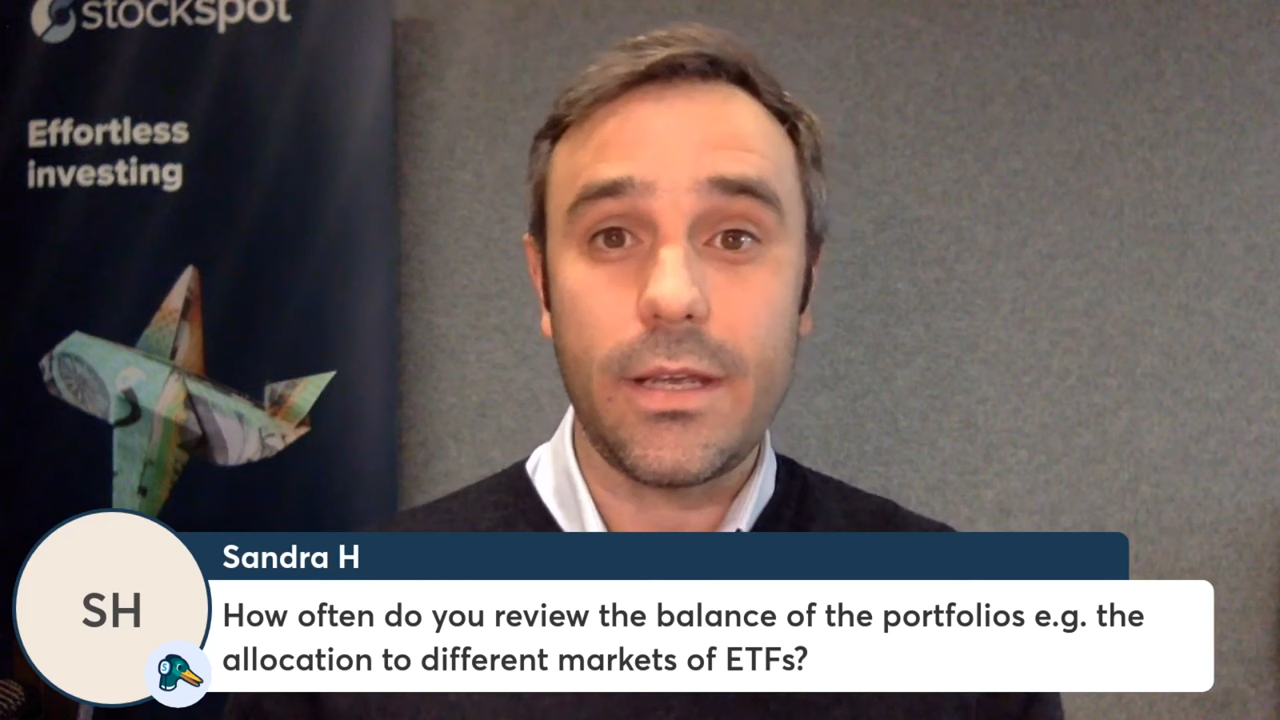 stockspot
Effortless
investing
Sandra H
SH
How often do you review the balance of the portfolios e.g. the
allocation to different markets of ETFs?